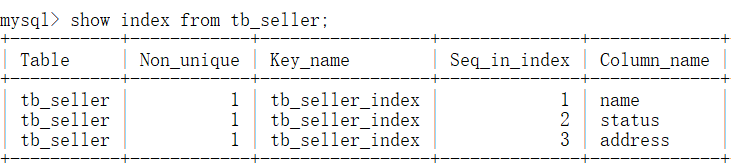 mysql> show index from tb_seller;
+-----------+------------+-----------------+--------------+-------------+
| Table | Non_unique | Key_name | Seq_in_index | Column_name |
+-----------+------------+-----------------+--------------+-------------+
| tb_seller | 1 | tb_seller_index | 1 | name |
| tb_seller | 1 | tb_seller_index | 2 | status |
| tb_seller | 1 | tb_seller_index | 3 | address |
+-----------+------------+-----------------+--------------+-------------+